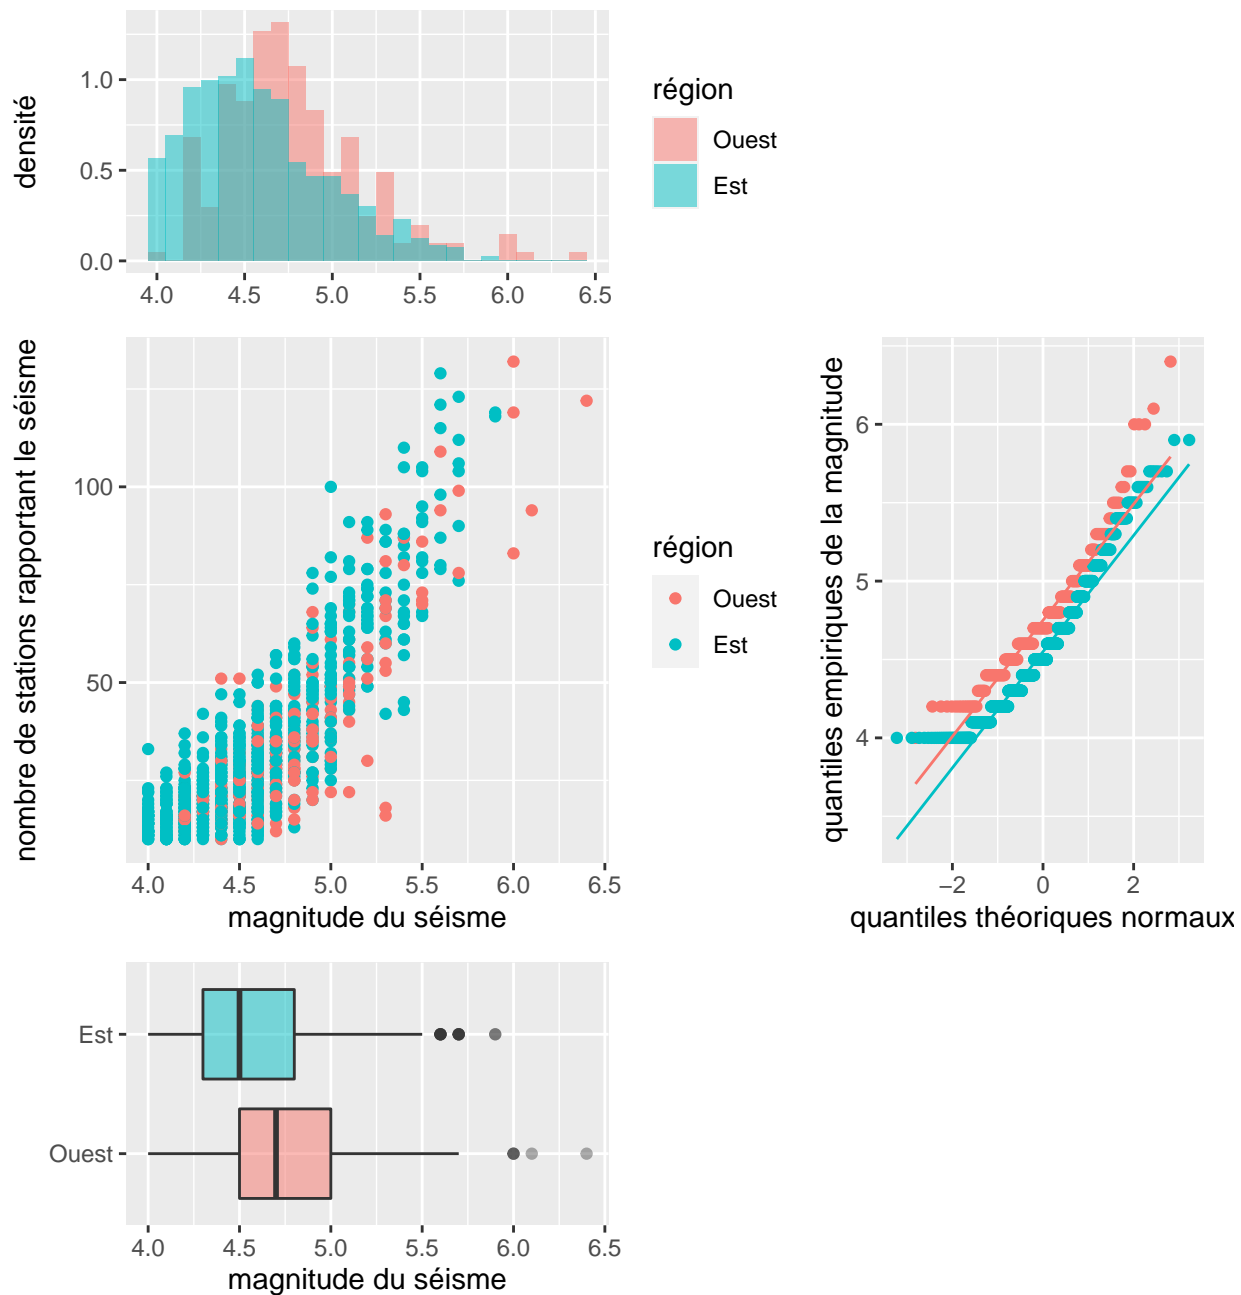 densité
1.0
0.5
0.0
4.0 4.5 5.0 5.5 6.0 6.5
région
Ouest
Est
nombre de stations rapportant le séisme
100
50
4.0 4.5 5.0 5.5 6.0 6.5
magnitude du séisme
région
Ouest
Est
quantiles empiriques de la magnitude
6
5
4
−2 0 2
quantiles théoriques normaux
Est
Ouest
4.0 4.5 5.0 5.5 6.0 6.5
magnitude du séisme